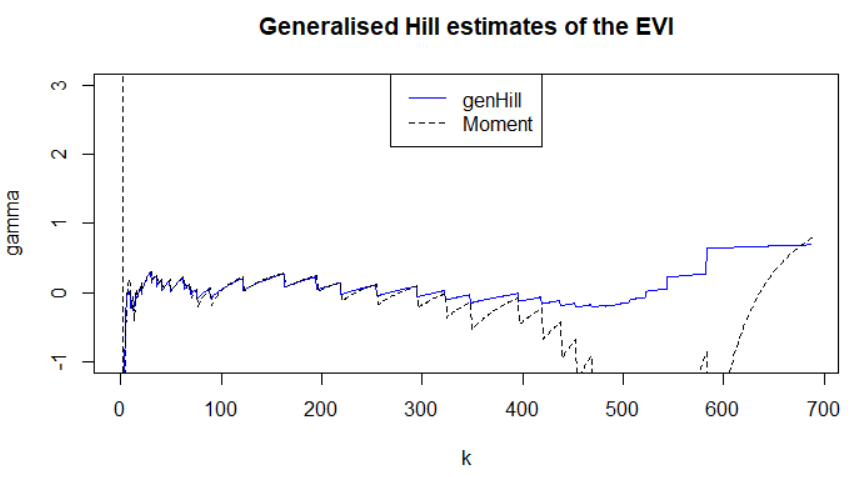 Generalised Hill estimates of the EVI
genHill
Moment
gamma
3
2
1
0
-1
0 100 200 300 400 500 600 700
k